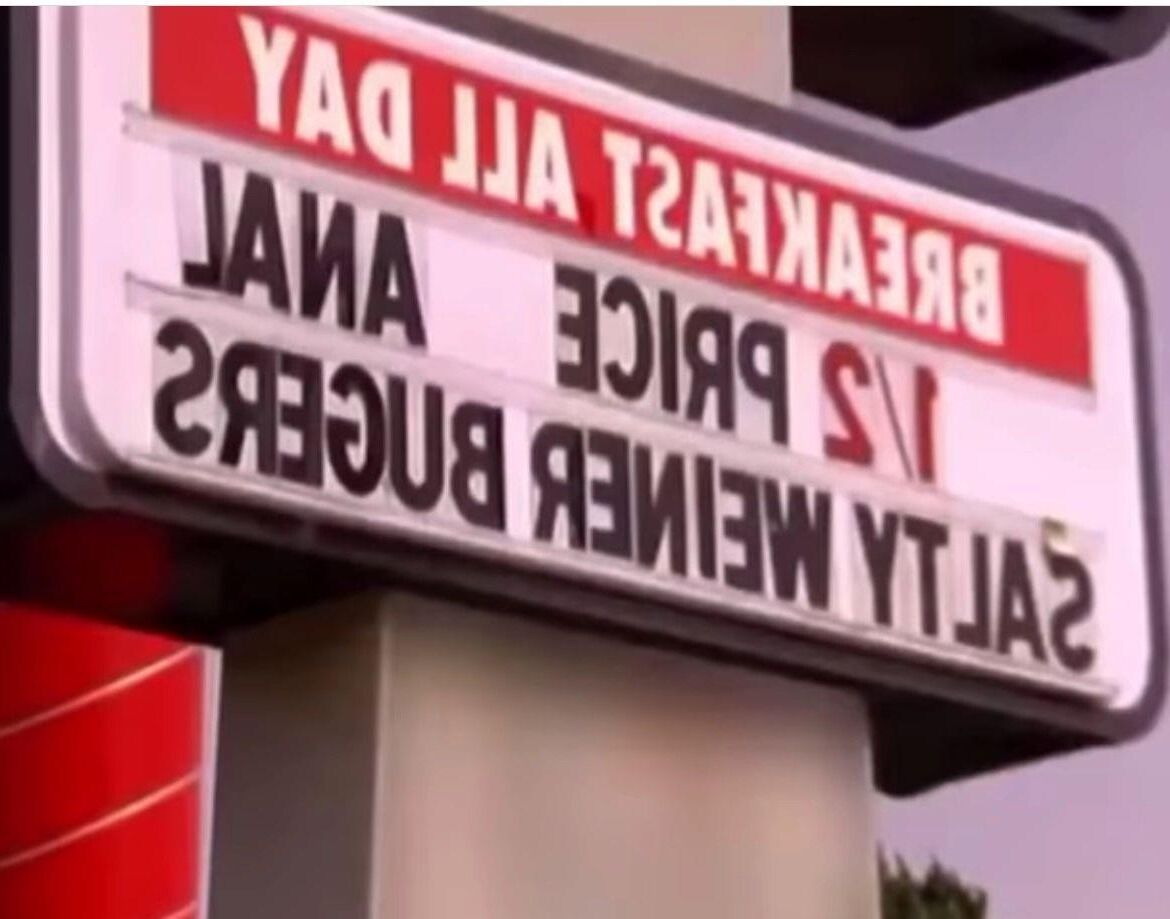 BREAKFAST ALL DAY
1/2 PRICE ANAL
SALTY WEINER BUGERS